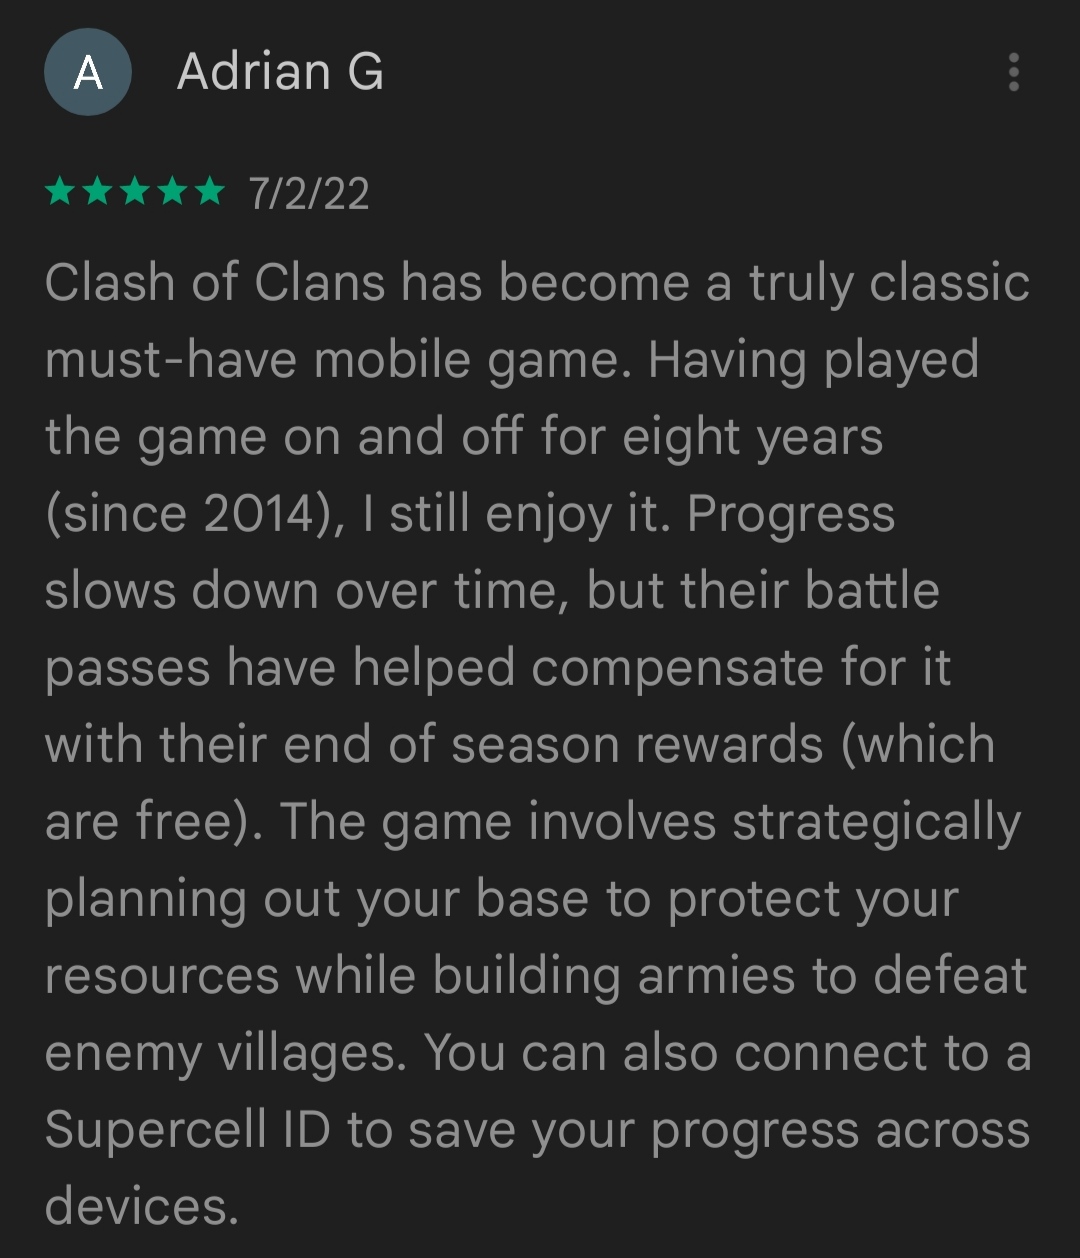 A Adrian G
7/2/22
Clash of Clans has become a truly classic
must-have mobile game. Having played
the game on and off for eight years
(since 2014), I still enjoy it. Progress
slows down over time, but their battle
passes have helped compensate for it
with their end of season rewards (which
are free). The game involves strategically
planning out your base to protect your
resources while building armies to defeat
enemy villages. You can also connect to a
Supercell ID to save your progress across
devices.